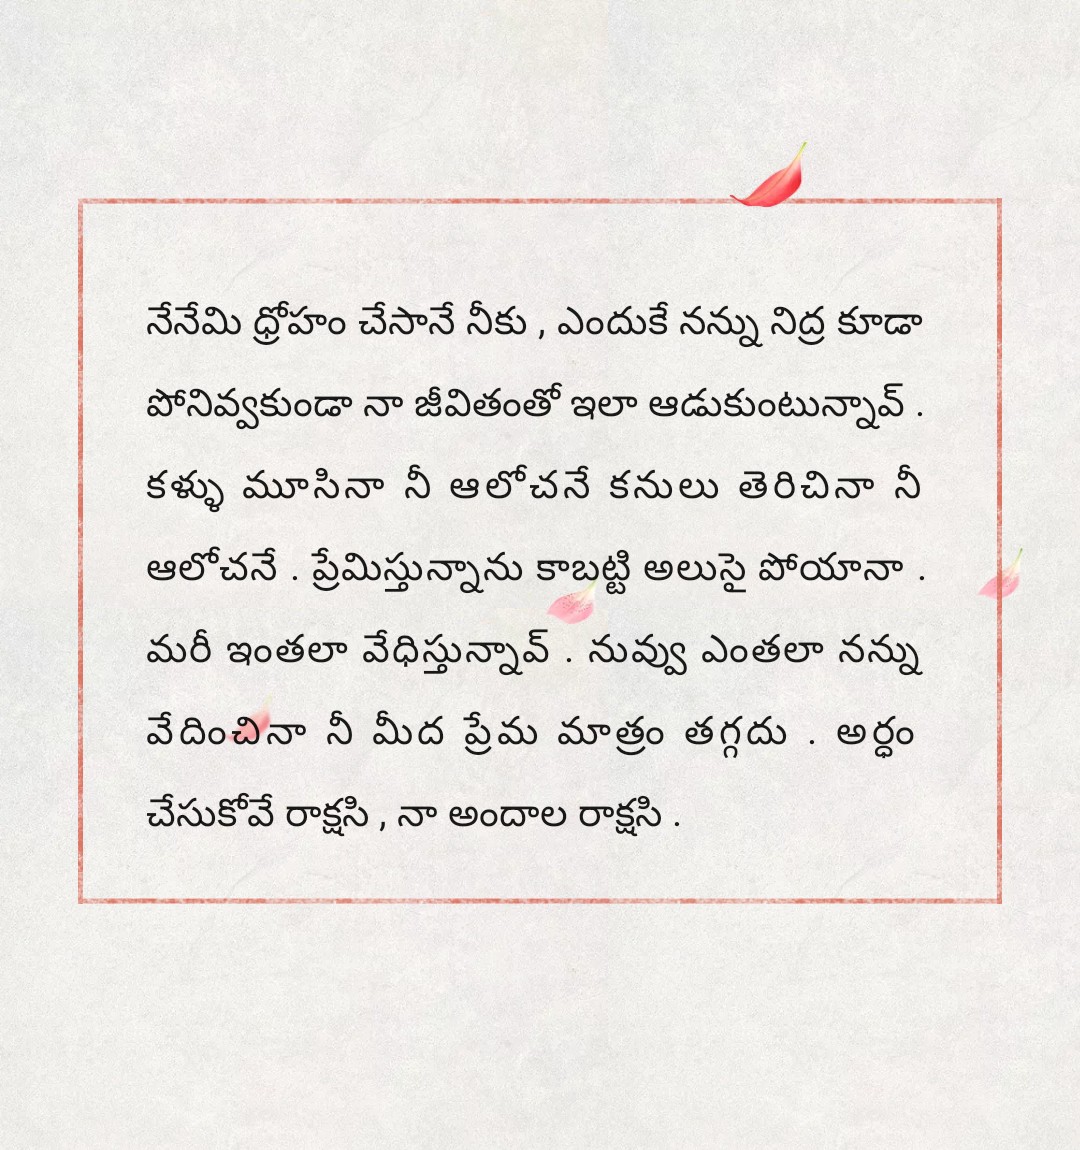 నేనేమి ధ్రోహం చేసానే నీకు , ఎందుకే నన్ను నిద్ర కూడా
పోనివ్వకుండా నా జీవితంతో ఇలా ఆడుకుంటున్నావ్ .
కళ్ళు మూసినా నీ ఆలోచనే కనులు తెరిచినా నీ
ఆలోచనే . ప్రేమిస్తున్నాను కాబట్టి అలుసై పోయానా .
మరీ ఇంతలా వేధిస్తున్నావ్ . నువ్వు ఎంతలా నన్ను
వేదించినా నీ మీద ప్రేమ మాత్రం తగ్గదు . అర్ధం
చేసుకోవే రాక్షసి , నా అందాల రాక్షసి .